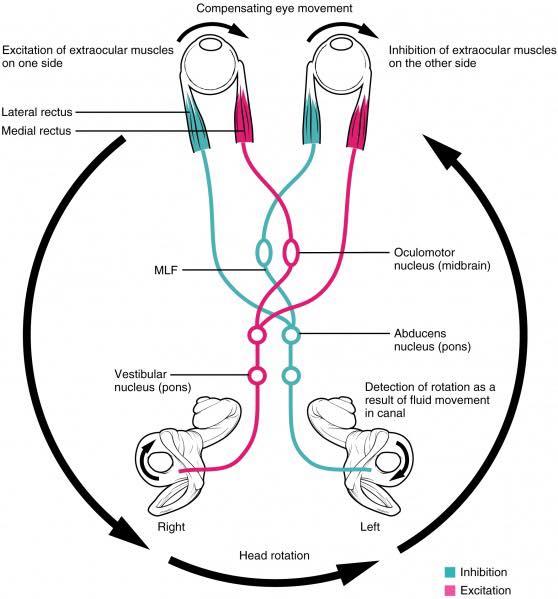 Compensating eye movement
Excitation of extraocular muscles
on one side
Inhibition of extraocular muscles
on the other side
Lateral rectus
Medial rectus
Oculomotor
nucleus (midbrain)
MLF
Abducens
nucleus (pons)
Vestibular
nucleus (pons)
Detection of rotation as a
result of fluid movement
in canal
Right
Left
Head rotation
Inhibition
Excitation